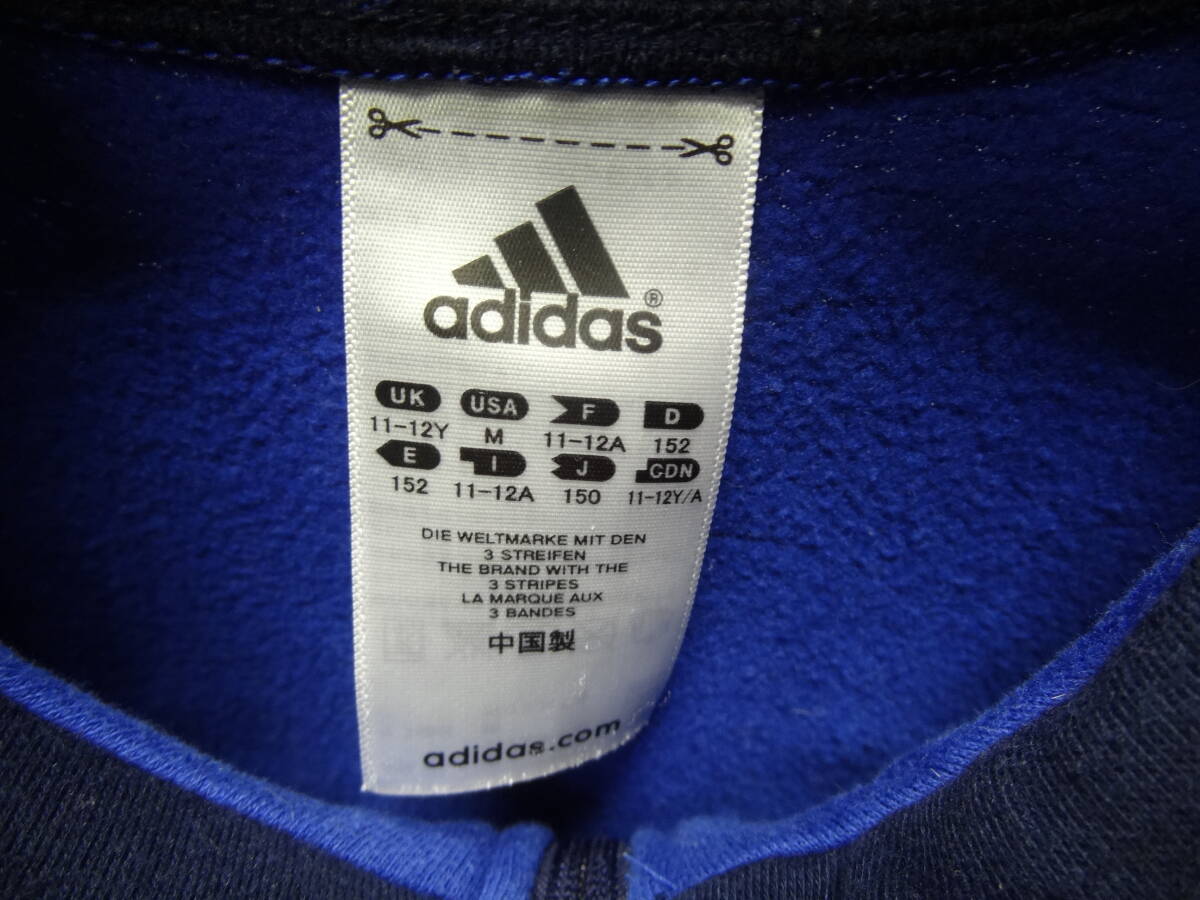 adidas®
UK USA F D
11-12Y M 11-12A 152
E I J CDN
152 11-12A 150 11-12Y/A
DIE WELTMARKE MIT DEN
3 STREIFEN
THE BRAND WITH THE
3 STRIPES
LA MARQUE AUX
3 BANDES
中国製
adidas.com